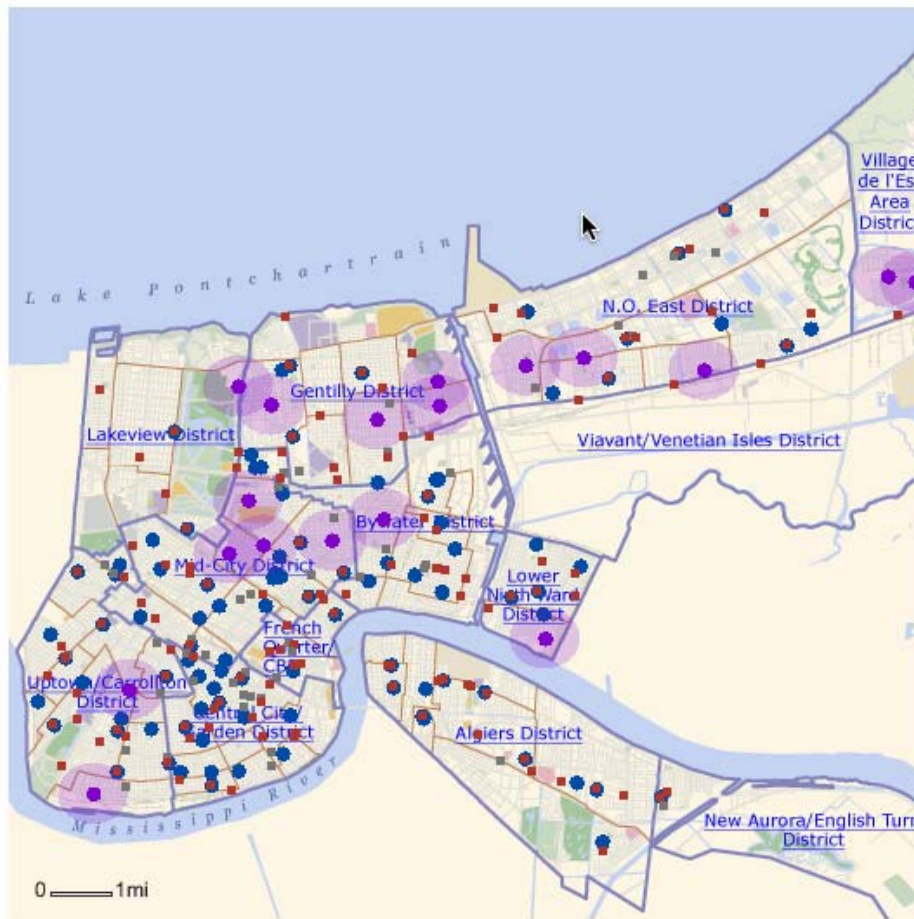 Village
de l'Es
Area
District
Lake Pontchartrain
N.O. East District
Gentilly District
Lakeview District
Viavant/Venetian Isles District
Bywater District
Mid-City District
Lower
Ninth Ward
District
French
Quarter/
CBD
Uptown/Carrollton
District
Central City/
Garden District
Algiers District
Mississippi River
New Aurora/English Turn
District
0 1mi